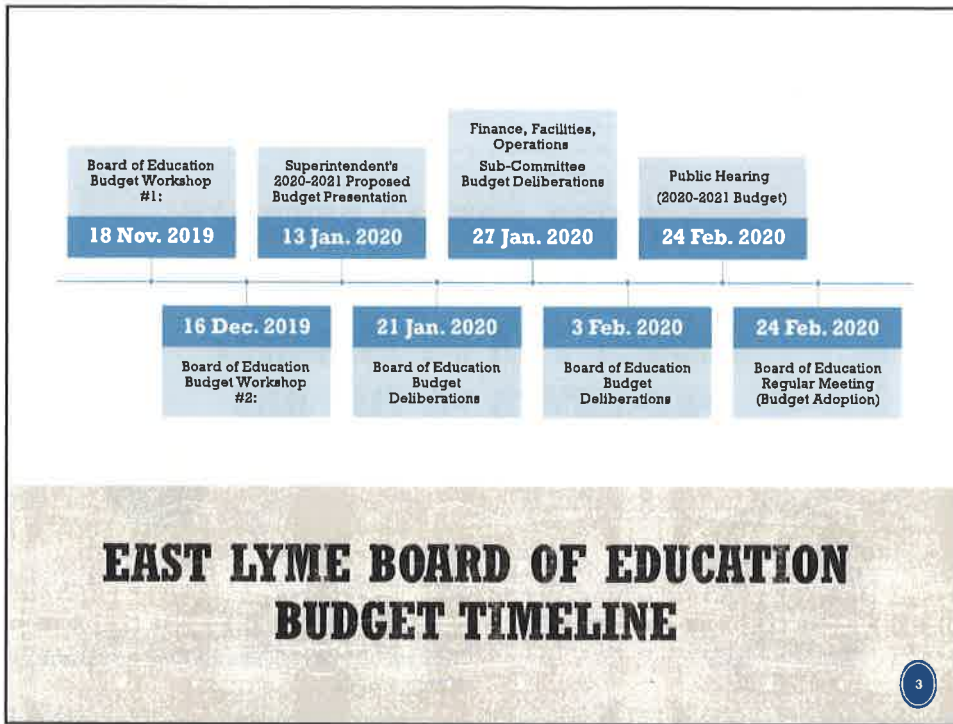 Board of Education
Budget Workshop
#1:
18 Nov. 2019
16 Dec. 2019
Board of Education
Budget Workshop
#2:
Superintendent's
2020-2021 Proposed
Budget Presentation
13 Jan. 2020
21 Jan. 2020
Board of Education
Budget
Deliberations
Finance, Facilities,
Operations
Sub-Committee
Budget Deliberations
27 Jan. 2020
3 Feb. 2020
Board of Education
Budget
Deliberations
Public Hearing
(2020-2021 Budget)
24 Feb. 2020
24 Feb. 2020
Board of Education
Regular Meeting
(Budget Adoption)
EAST LYME BOARD OF EDUCATION
BUDGET TIMELINE
3